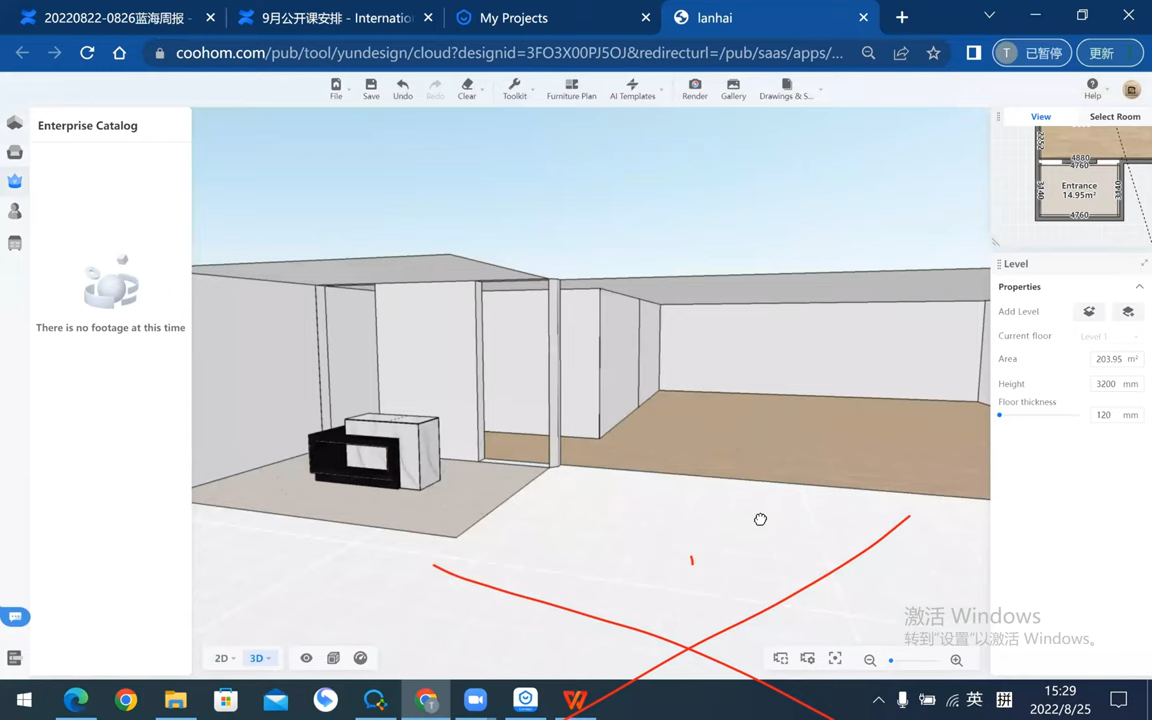 20220822-0826蓝海周报 -
9月公开课安排 - Internatio
My Projects
lanhai
coohom.com/pub/tool/yundesign/cloud?designid=3FO3X00PJ5OJ&redirecturl=/pub/saas/apps/...
T 已暂停
更新
File
Save
Undo
Redo
Clear
Toolkit
Furniture Plan
AI Templates
Render
Gallery
Drawings & S...
Help
Enterprise Catalog
There is no footage at this time
View
Select Room
4880
4760
3140
Entrance
14.95m²
3140
4760
Level
Properties
Add Level
Current floor Level 1
Area 203.95 m²
Height 3200 mm
Floor thickness
120 mm
2D
3D
激活 Windows
转到"设置"以激活 Windows。
英
拼
15:29
2022/8/25